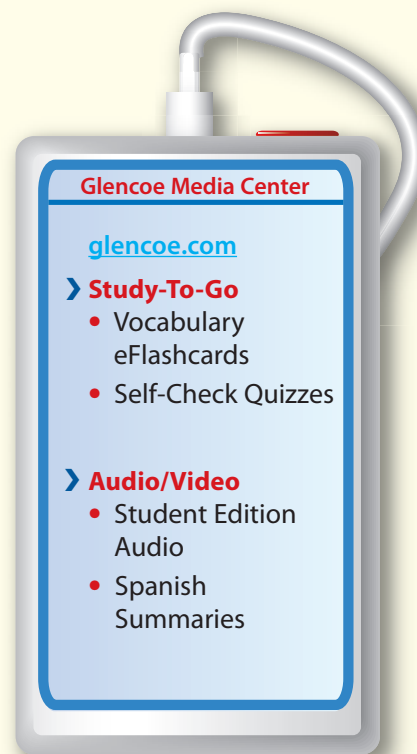 Glencoe Media Center
glencoe.com
Study-To-Go
• Vocabulary
eFlashcards
• Self-Check Quizzes
Audio/Video
• Student Edition
Audio
• Spanish
Summaries